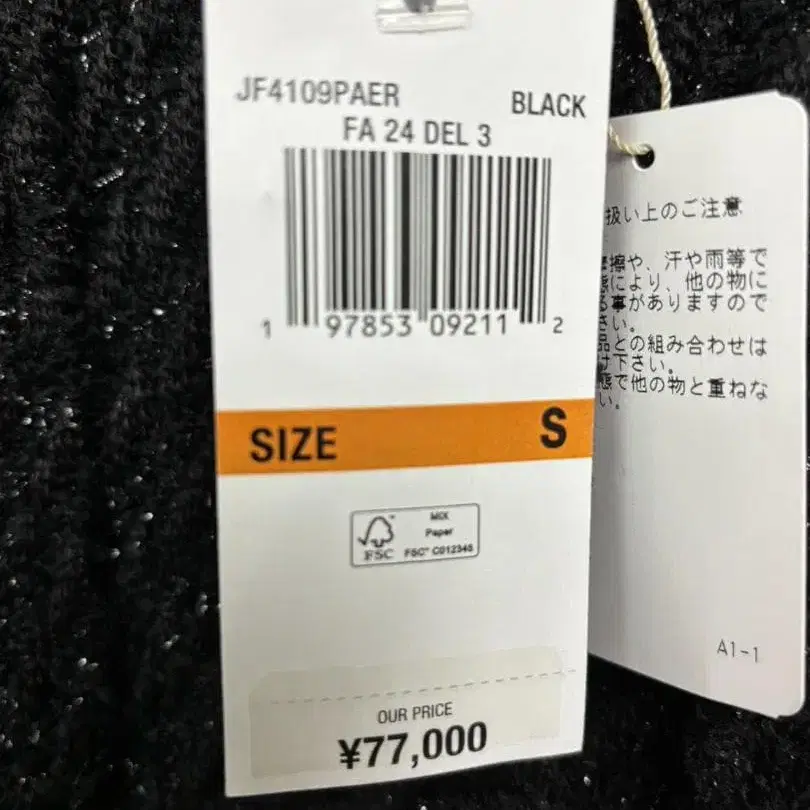 JF4109PAER
BLACK
FA 24 DEL 3
1 97853 09211 2
SIZE S
MIX
Paper
FSC
FSC™ C012345
OUR PRICE
¥77,000
扱い上のご注意
擦や、汗や雨等で
態により、他の物に
る事がありますので
さい。
品との組み合わせは
け下さい。
態で他の物と重ねな
い。
A1-1